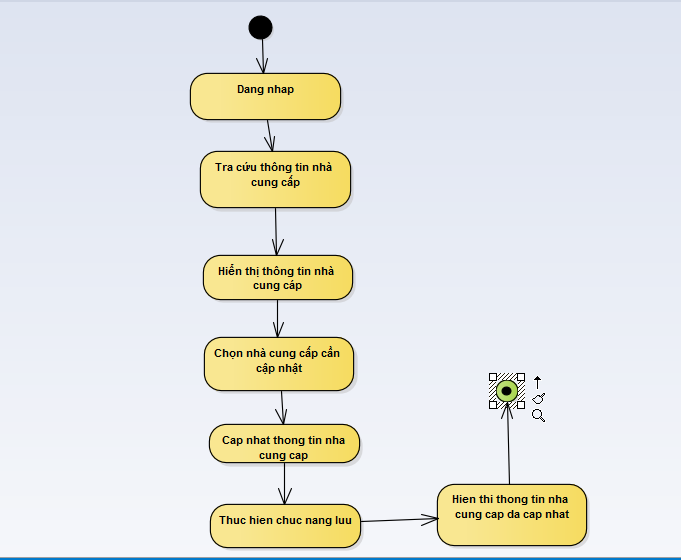 Dang nhap
Tra cứu thông tin nhà
cung cấp
Hiển thị thông tin nhà
cung cấp
Chọn nhà cung cấp cần
cập nhật
Cap nhat thong tin nha
cung cap
Thuc hien chuc nang luu
Hien thi thong tin nha
cung cap da cap nhat